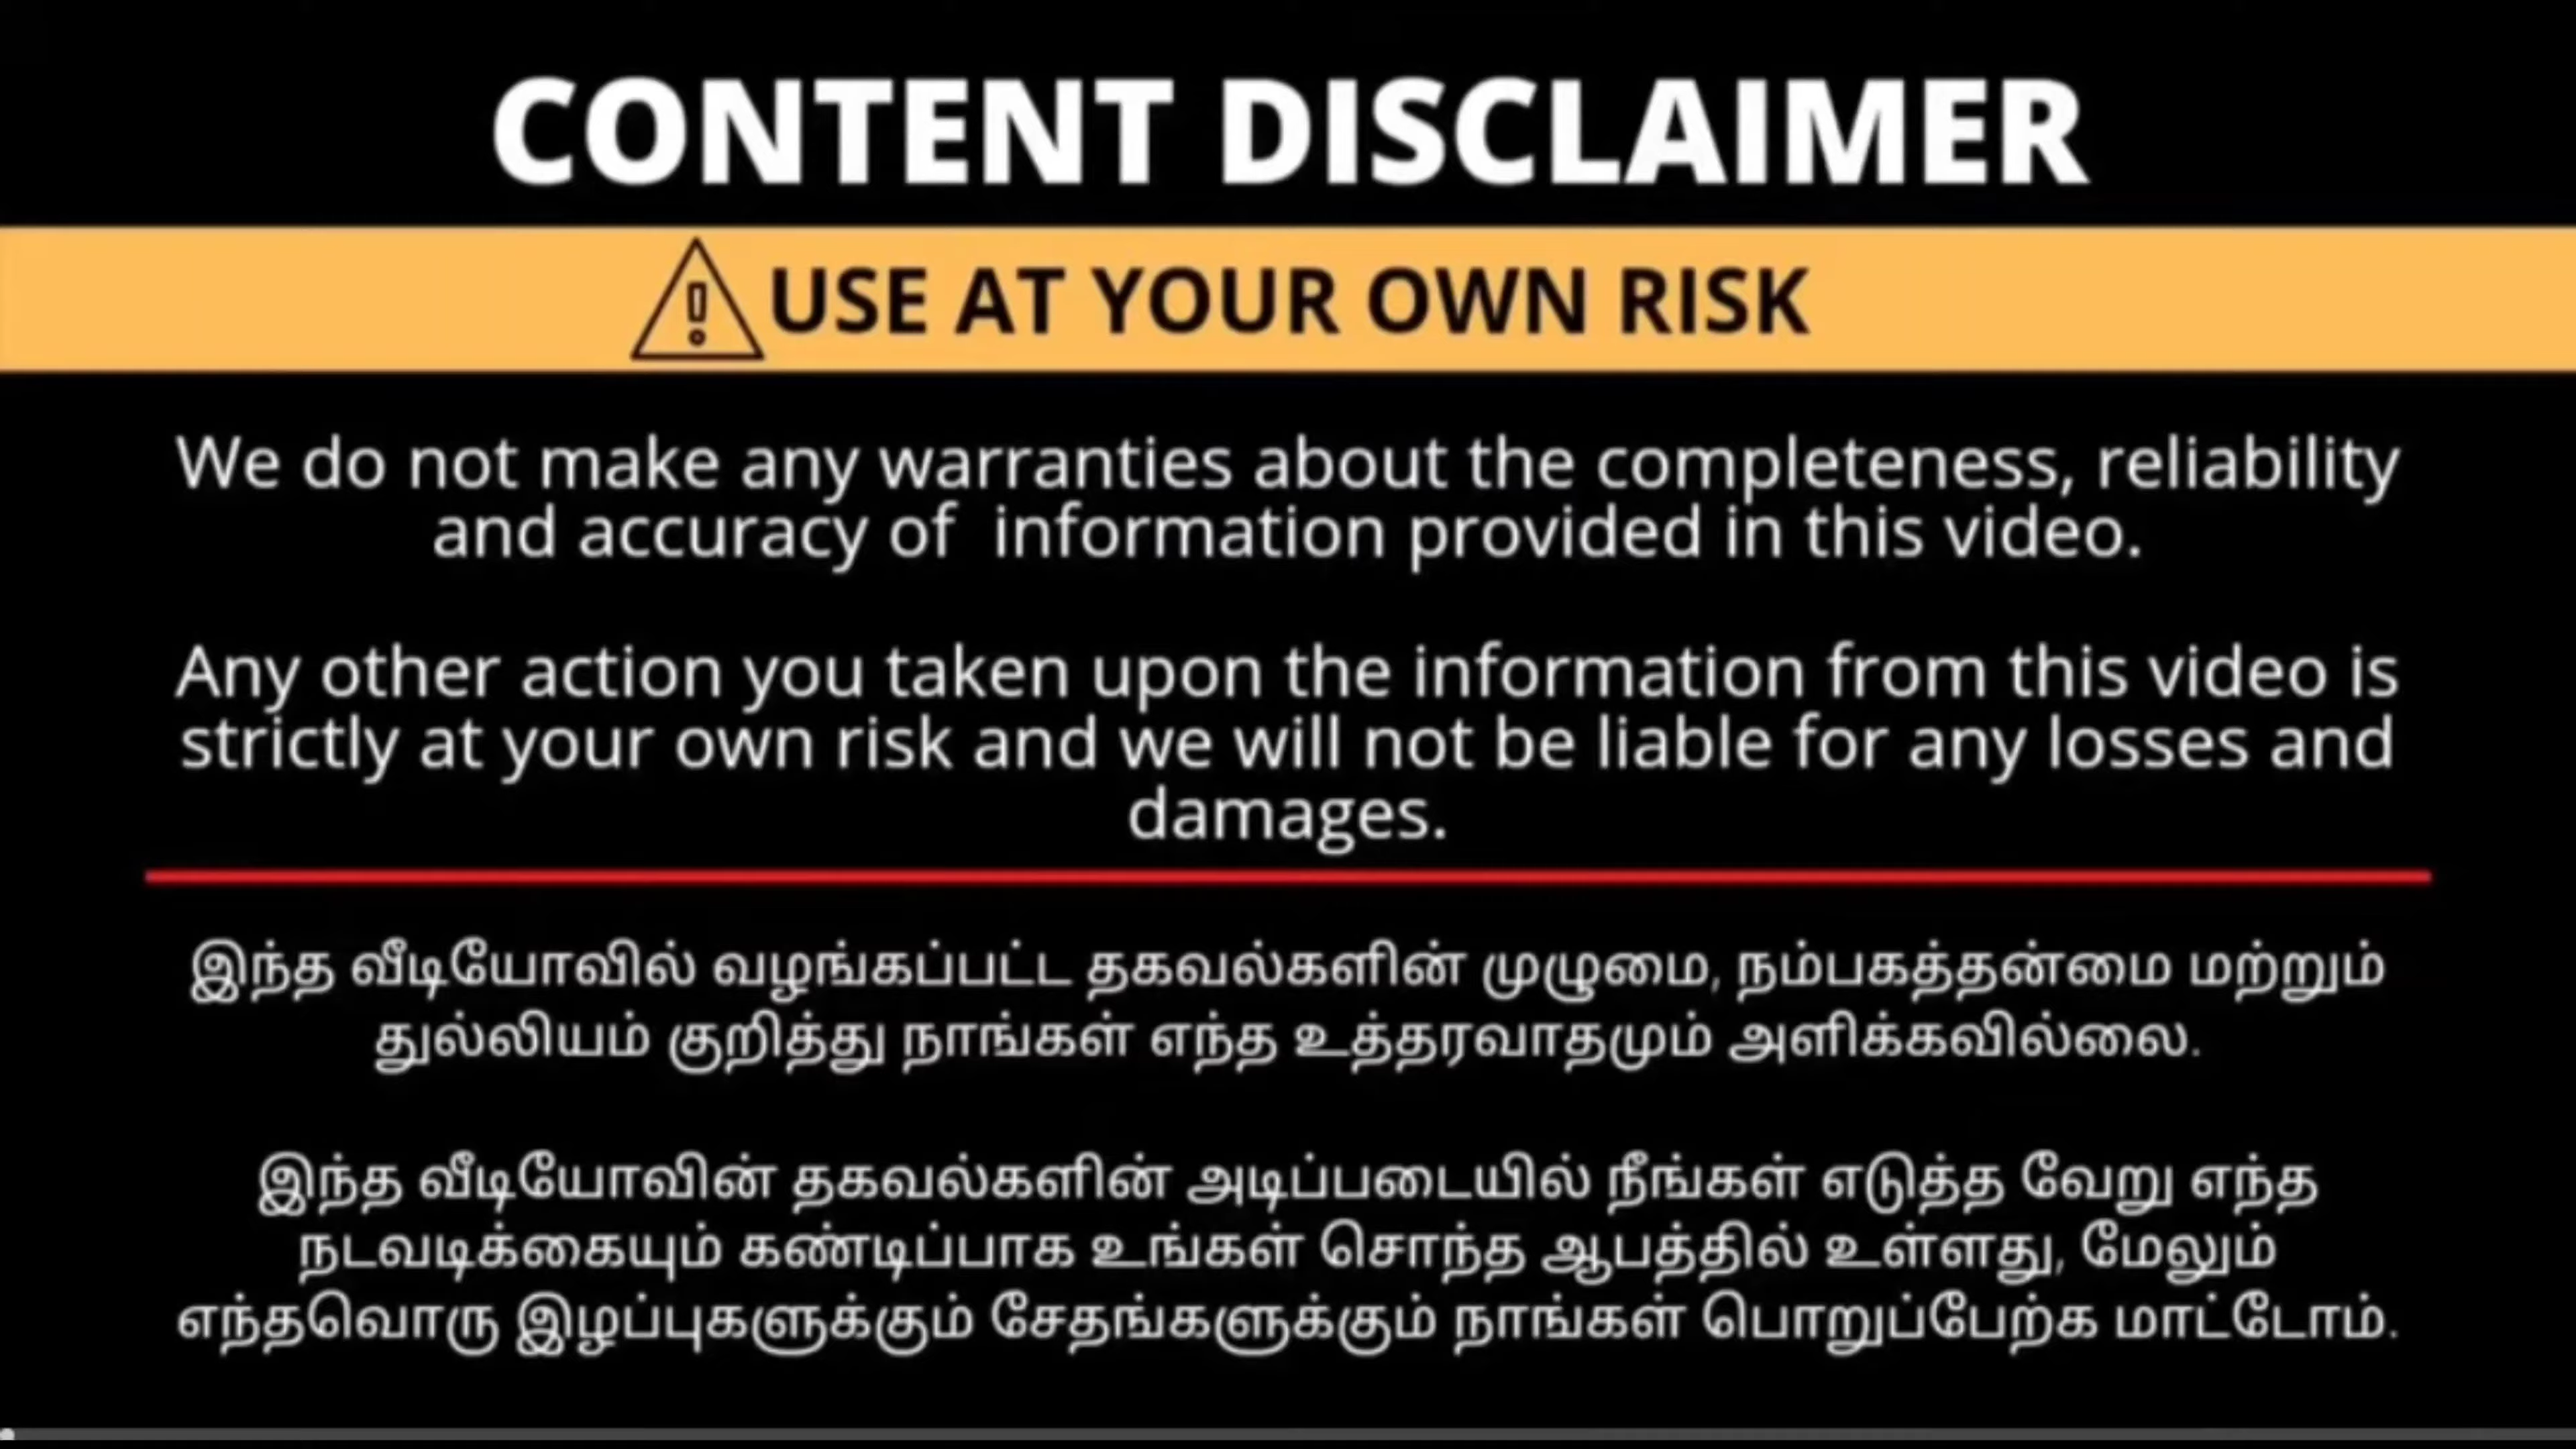 CONTENT DISCLAIMER
USE AT YOUR OWN RISK
We do not make any warranties about the completeness, reliability
and accuracy of  information provided in this video.
Any other action you taken upon the information from this video is
strictly at your own risk and we will not be liable for any losses and
damages.
இந்த வீடியோவில் வழங்கப்பட்ட தகவல்களின் முழுமை, நம்பகத்தன்மை மற்றும்
துல்லியம் குறித்து நாங்கள் எந்த உத்தரவாதமும் அளிக்கவில்லை.
இந்த வீடியோவின் தகவல்களின் அடிப்படையில் நீங்கள் எடுத்த வேறு எந்த
நடவடிக்கையும் கண்டிப்பாக உங்கள் சொந்த ஆபத்தில் உள்ளது, மேலும்
எந்தவொரு இழப்புகளுக்கும் சேதங்களுக்கும் நாங்கள் பொறுப்பேற்க மாட்டோம்.